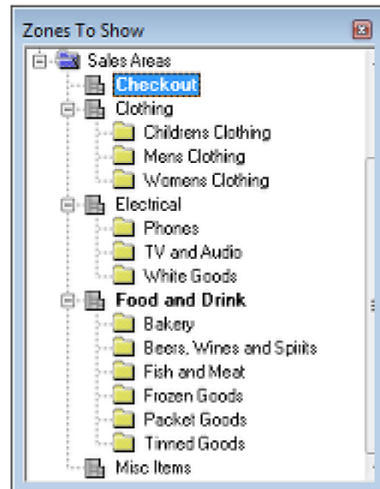 Zones To Show
Sales Areas
Checkout
Clothing
Childrens Clothing
Mens Clothing
Womens Clothing
Electrical
Phones
TV and Audio
White Goods
Food and Drink
Bakery
Beers, Wines and Spirits
Fish and Meat
Frozen Goods
Packet Goods
Tinned Goods
Misc Items